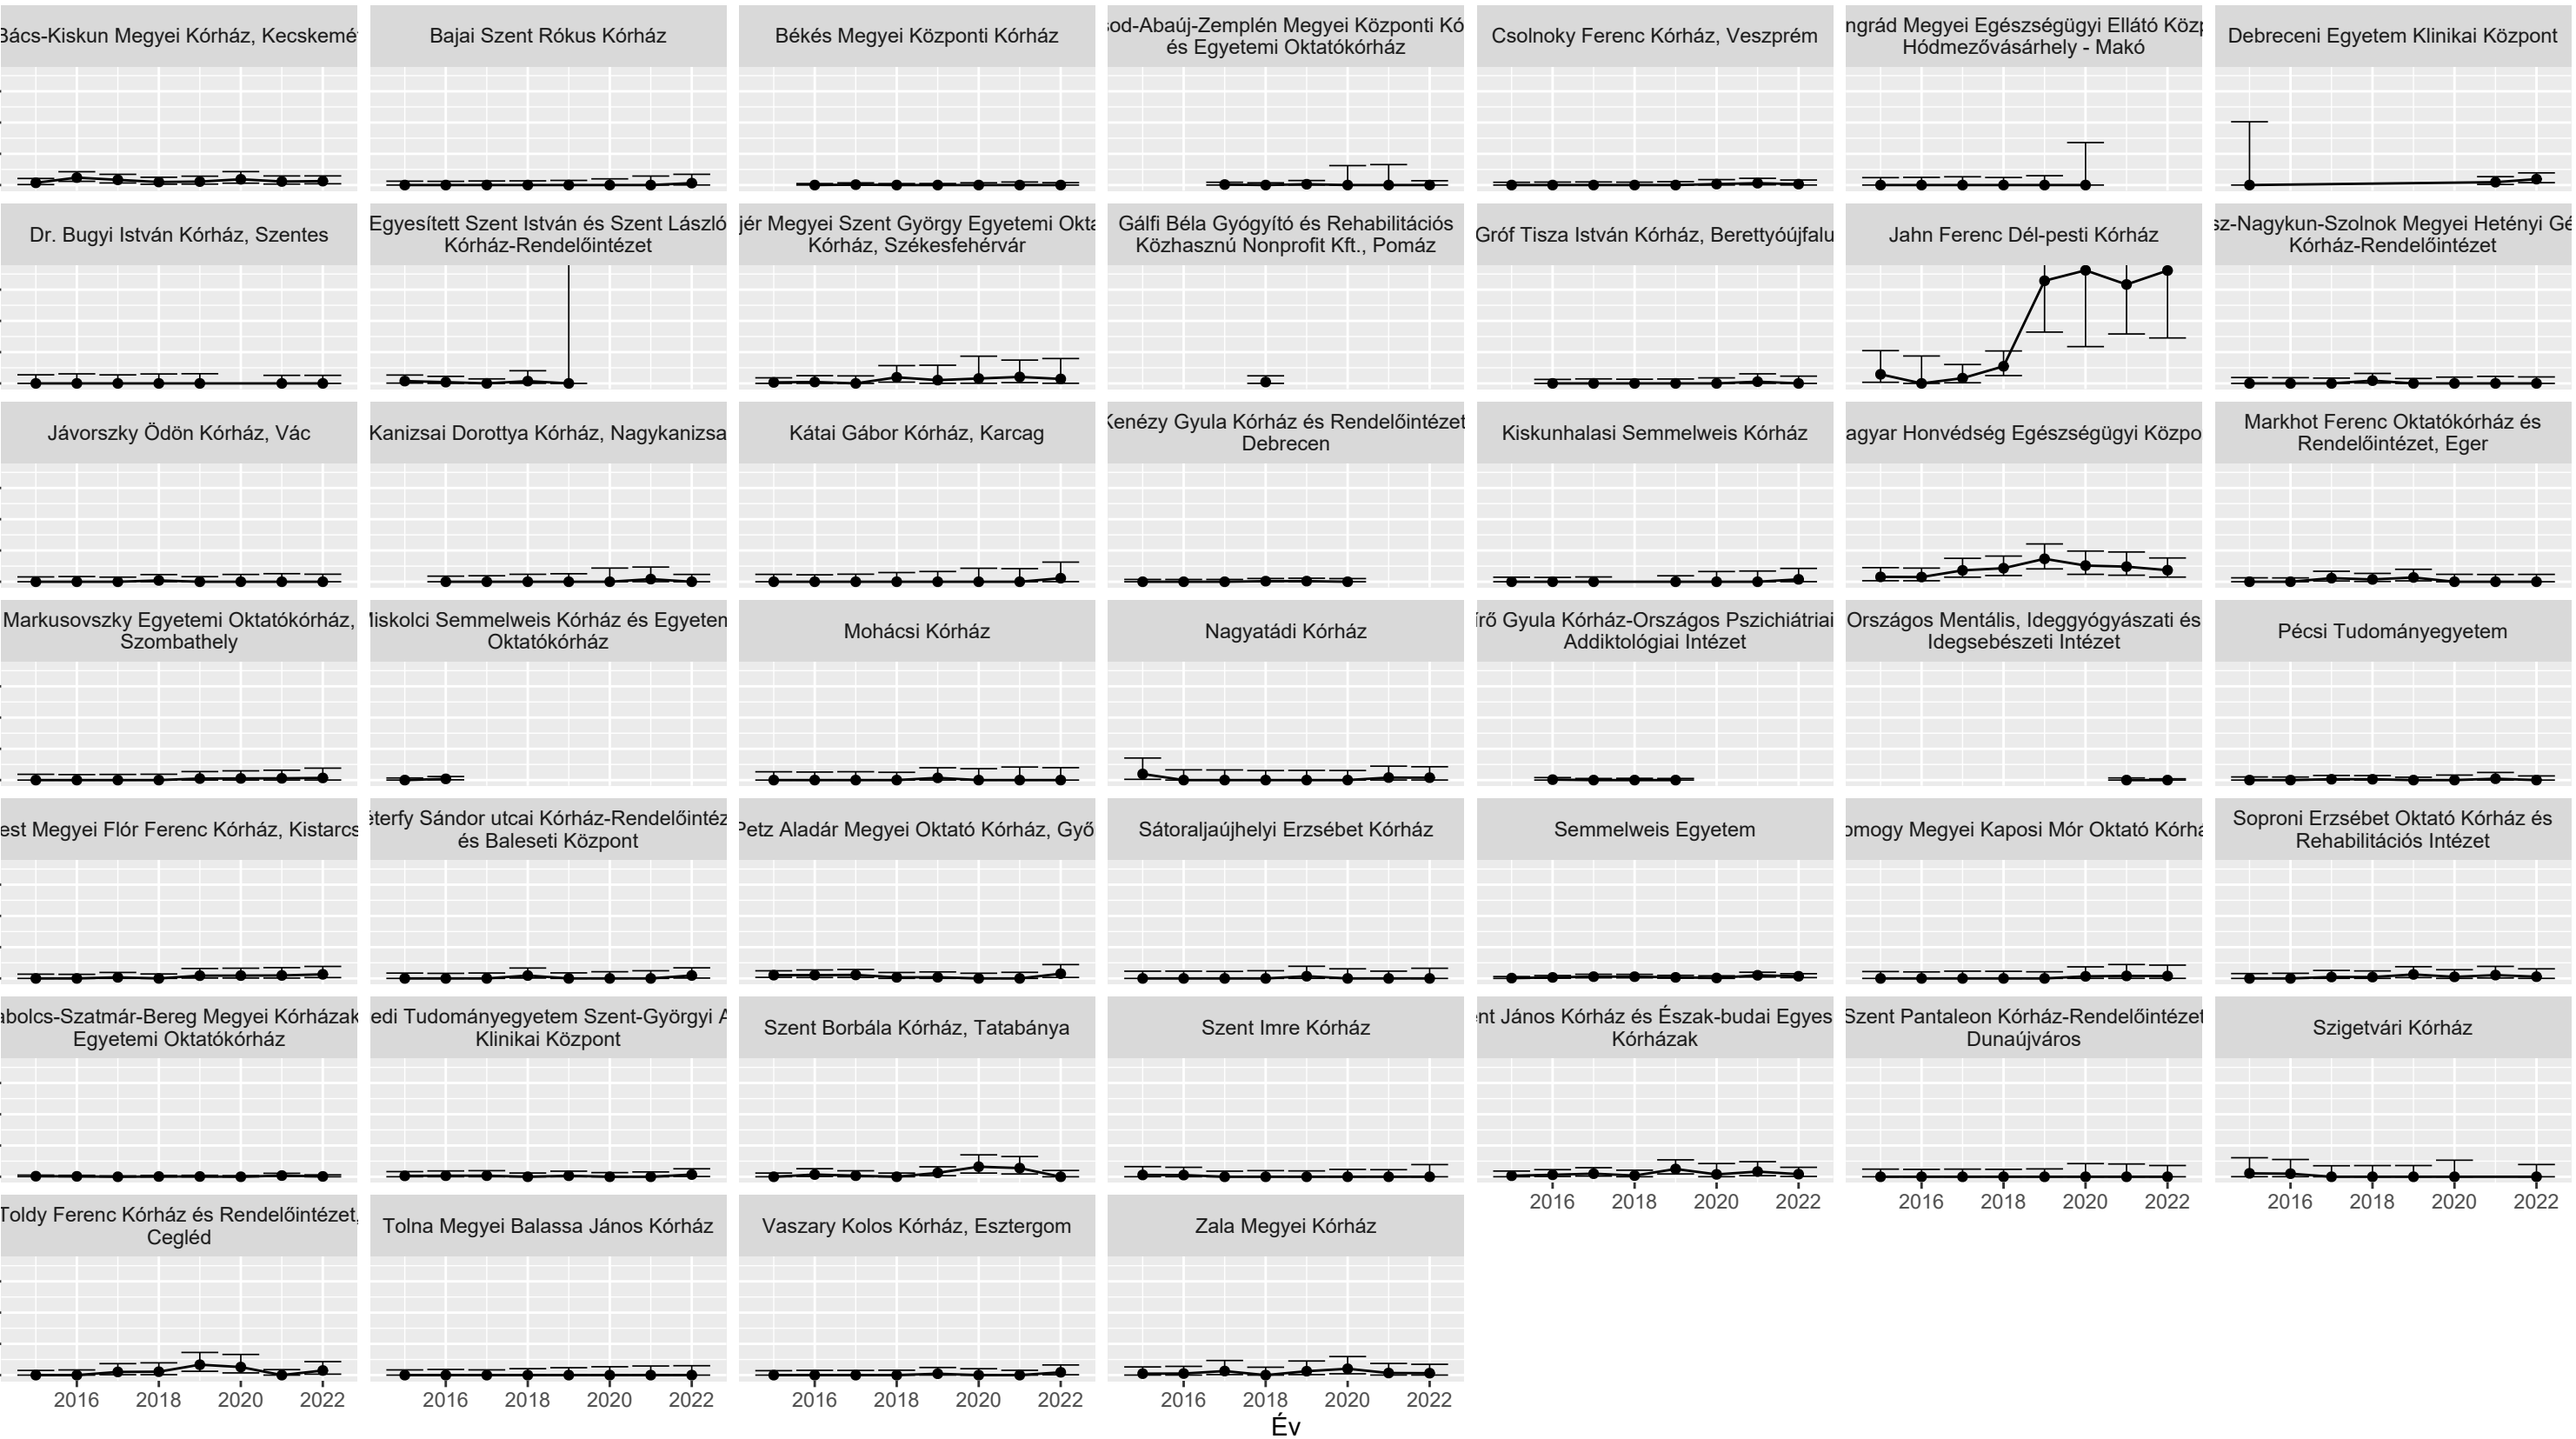 Bács-Kiskun Megyei Kórház, Kecskemét
Bajai Szent Rókus Kórház
Békés Megyei Központi Kórház
sod-Abaúj-Zemplén Megyei Központi Kó
és Egyetemi Oktatókórház
Csolnoky Ferenc Kórház, Veszprém
ngrád Megyei Egészségügyi Ellátó Közp
Hódmezővásárhely - Makó
Debreceni Egyetem Klinikai Központ
Dr. Bugyi István Kórház, Szentes
Egyesített Szent István és Szent László
Kórház-Rendelőintézet
jér Megyei Szent György Egyetemi Okta
Kórház, Székesfehérvár
Gálfi Béla Gyógyító és Rehabilitációs
Közhasznú Nonprofit Kft., Pomáz
Gróf Tisza István Kórház, Berettyóújfalu
Jahn Ferenc Dél-pesti Kórház
sz-Nagykun-Szolnok Megyei Hetényi Gé
Kórház-Rendelőintézet
Jávorszky Ödön Kórház, Vác
Kanizsai Dorottya Kórház, Nagykanizsa
Kátai Gábor Kórház, Karcag
Kenézy Gyula Kórház és Rendelőintézet
Debrecen
Kiskunhalasi Semmelweis Kórház
agyar Honvédség Egészségügyi Közpo
Markhot Ferenc Oktatókórház és
Rendelőintézet, Eger
Markusovszky Egyetemi Oktatókórház,
Szombathely
Miskolci Semmelweis Kórház és Egyetem
Oktatókórház
Mohácsi Kórház
Nagyatádi Kórház
írő Gyula Kórház-Országos Pszichiátriai
Addiktológiai Intézet
Országos Mentális, Ideggyógyászati és
Idegsebészeti Intézet
Pécsi Tudományegyetem
est Megyei Flór Ferenc Kórház, Kistarcs
éterfy Sándor utcai Kórház-Rendelőintéz
és Baleseti Központ
Petz Aladár Megyei Oktató Kórház, Győ
Sátoraljaújhelyi Erzsébet Kórház
Semmelweis Egyetem
omogy Megyei Kaposi Mór Oktató Kórha
Soproni Erzsébet Oktató Kórház és
Rehabilitációs Intézet
abolcs-Szatmár-Bereg Megyei Kórházak
Egyetemi Oktatókórház
edi Tudományegyetem Szent-Györgyi A
Klinikai Központ
Szent Borbála Kórház, Tatabánya
Szent Imre Kórház
nt János Kórház és Észak-budai Egyes
Kórházak
Szent Pantaleon Kórház-Rendelőintézet
Dunaújváros
Szigetvári Kórház
2016 2018 2020 2022
2016 2018 2020 2022
2016 2018 2020 2022
Toldy Ferenc Kórház és Rendelőintézet,
Cegléd
Tolna Megyei Balassa János Kórház
Vaszary Kolos Kórház, Esztergom
Zala Megyei Kórház
2016 2018 2020 2022
2016 2018 2020 2022
2016 2018 2020 2022
2016 2018 2020 2022
Év